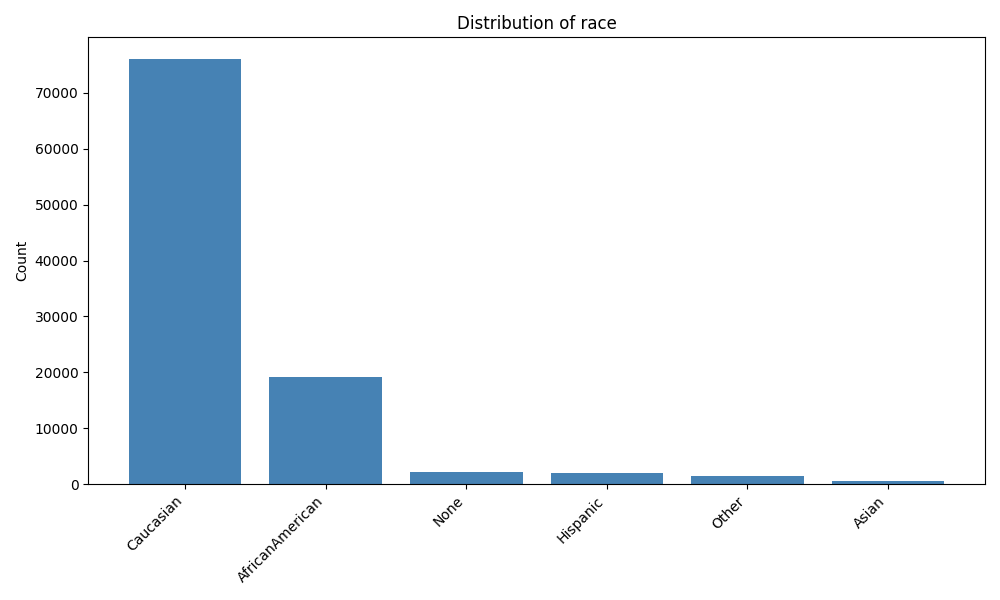 Distribution of race
Count
70000
60000
50000
40000
30000
20000
10000
0
Caucasian
AfricanAmerican
None
Hispanic
Other
Asian